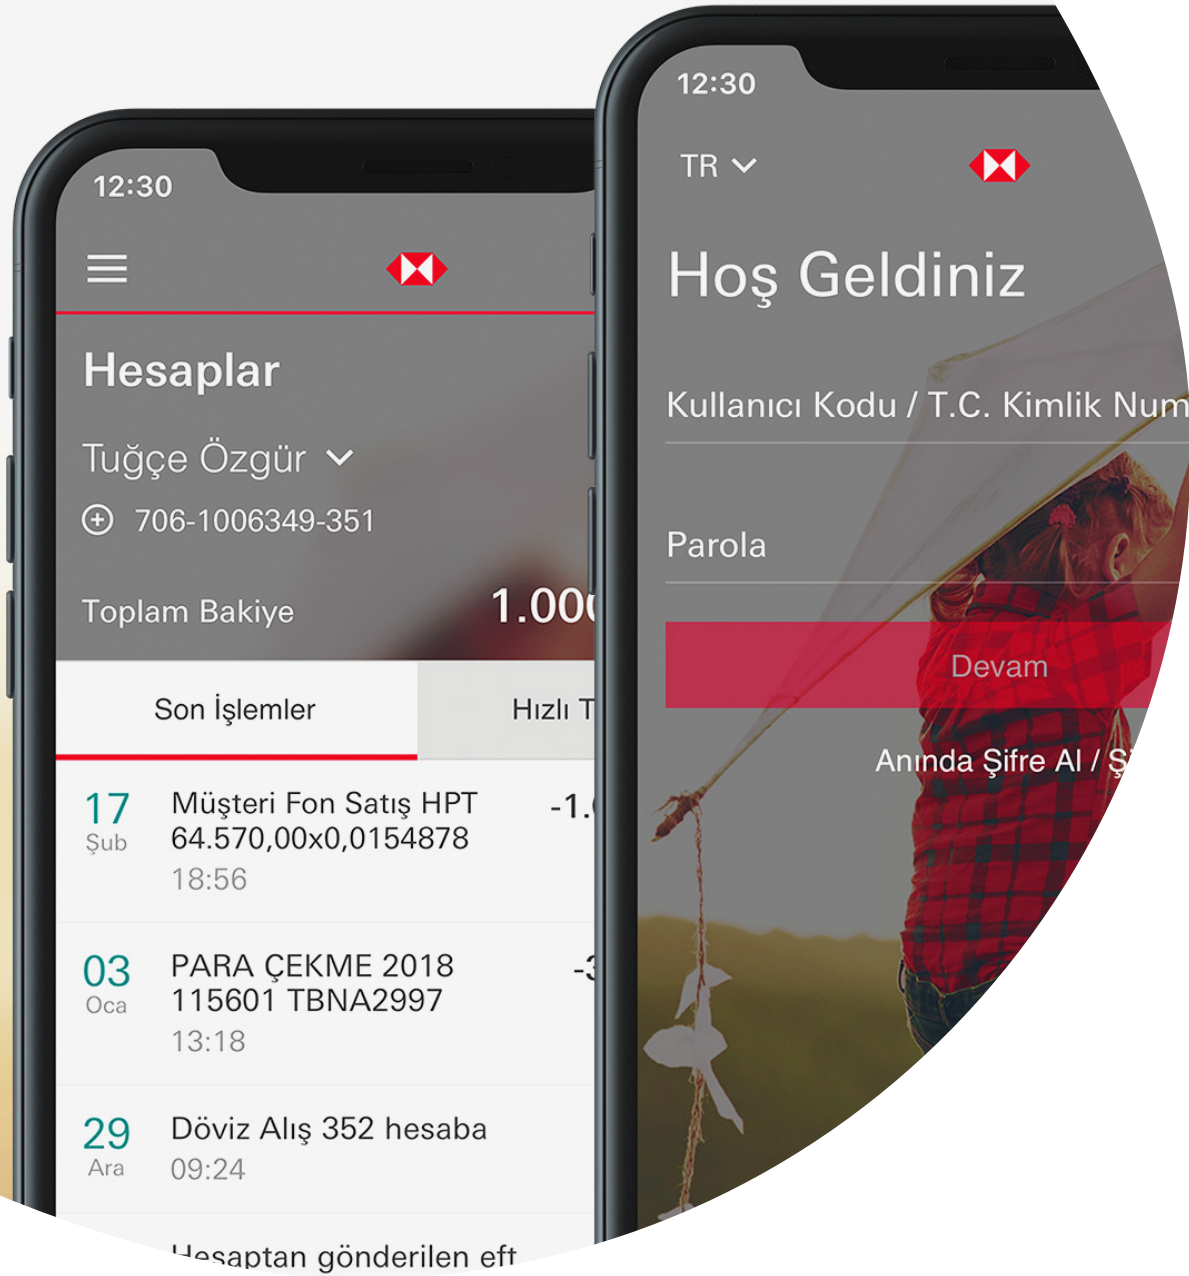 12:30
Hesaplar
Tuğçe Özgür
706-1006349-351
Toplam Bakiye
Son İşlemler
Hızlı
17
Şub
Müşteri Fon Satış HPT
64.570,00x0,0154878
18:56
03
Oca
PARA ÇEKME 2018
115601 TBNA2997
13:18
29
Ara
Döviz Alış 352 hesaba
09:24
Hesaptan gönderilen eft
12:30
TR
Hoş Geldiniz
Kullanıcı Kodu / T.C. Kimlik
Parola
Devam
Anında Şifre Al /